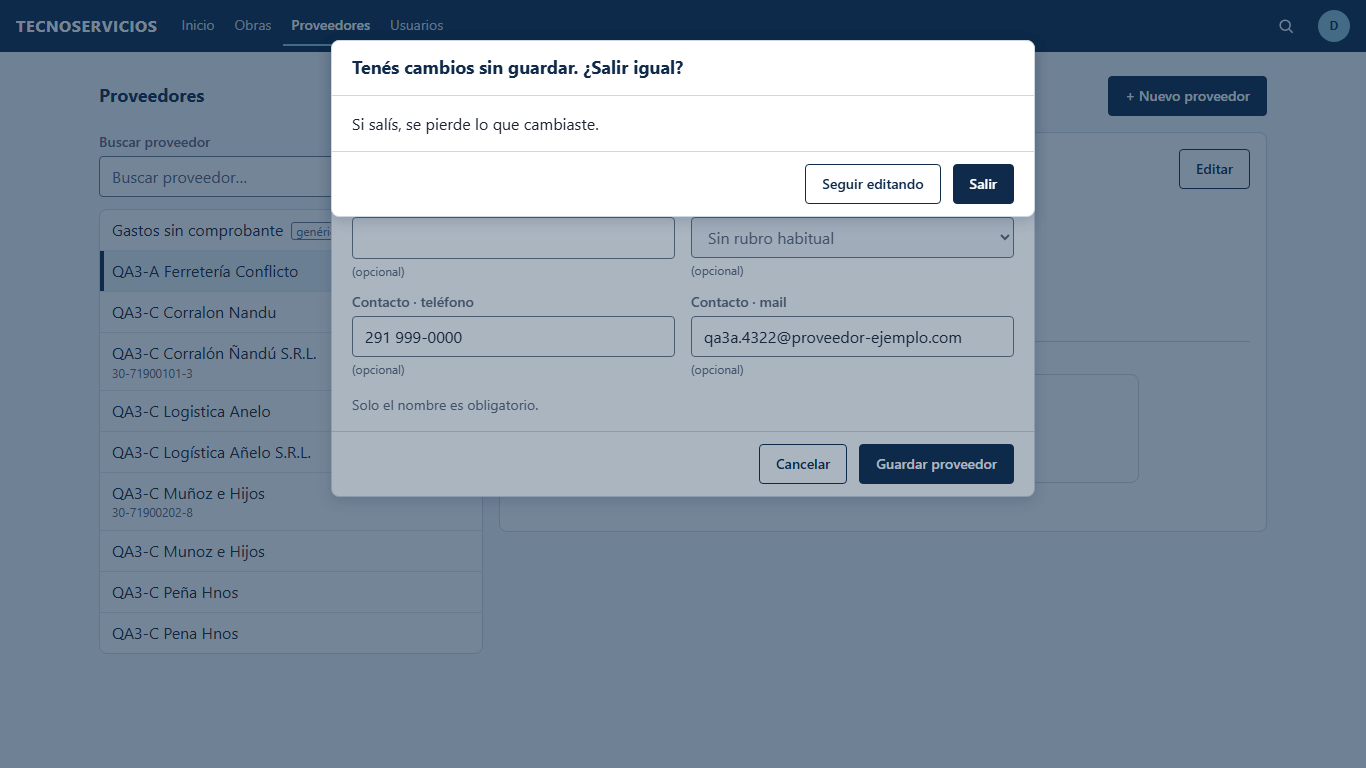 TECNOSERVICIOS Inicio Obras Proveedores Usuarios D
Tenés cambios sin guardar. ¿Salir igual?
Si salís, se pierde lo que cambiaste.
Seguir editando Salir
Proveedores
+ Nuevo proveedor
Buscar proveedor
Buscar proveedor...
Editar
Gastos sin comprobante
QA3-A Ferretería Conflicto
QA3-C Corralon Nandu
QA3-C Corralón Ñandú S.R.L.
30-71900101-3
QA3-C Logistica Anelo
QA3-C Logística Añelo S.R.L.
QA3-C Muñoz e Hijos
30-71900202-8
QA3-C Munoz e Hijos
QA3-C Peña Hnos
QA3-C Pena Hnos
Sin rubro habitual
(opcional) (opcional)
Contacto · teléfono Contacto · mail
291 999-0000 qa3a.4322@proveedor-ejemplo.com
(opcional) (opcional)
Solo el nombre es obligatorio.
Cancelar Guardar proveedor